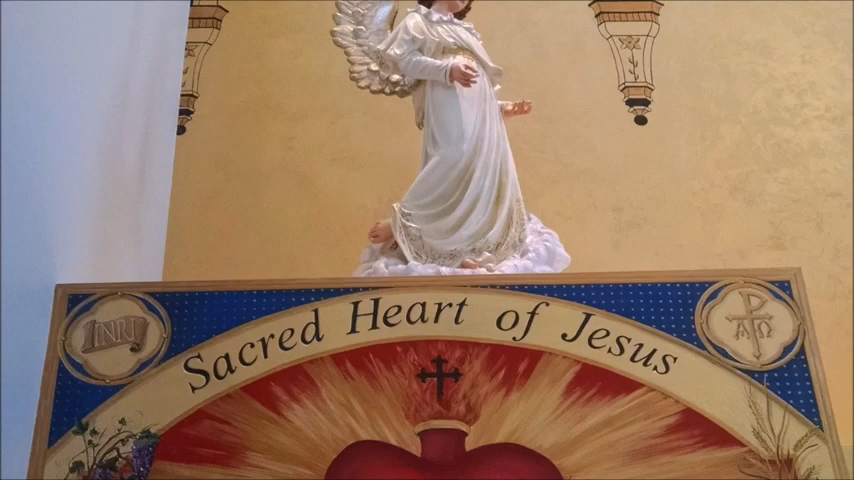 Sacred Heart of Jesus
INRI
Α Ω